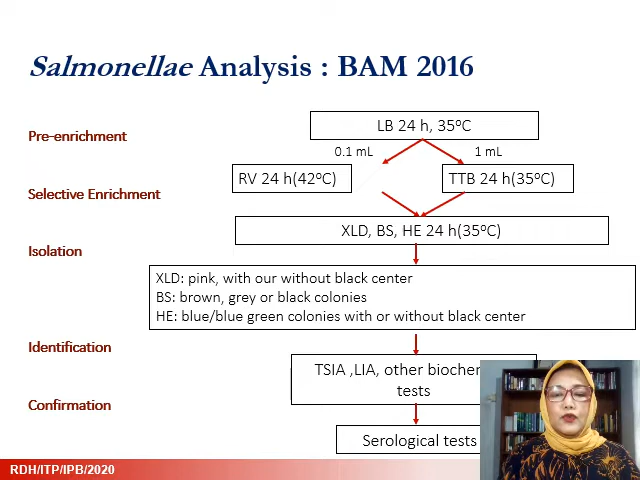 Salmonellae Analysis : BAM 2016
Pre-enrichment
LB 24 h, 35ºC
0.1 mL
1 mL
RV 24 h(42ºC)
TTB 24 h(35ºC)
Selective Enrichment
XLD, BS, HE 24 h(35ºC)
Isolation
XLD: pink, with our without black center
BS: brown, grey or black colonies
HE: blue/blue green colonies with or without black center
Identification
TSIA ,LIA, other
tests
Confirmation
Serological tests
RDH/ITP/IPB/2020